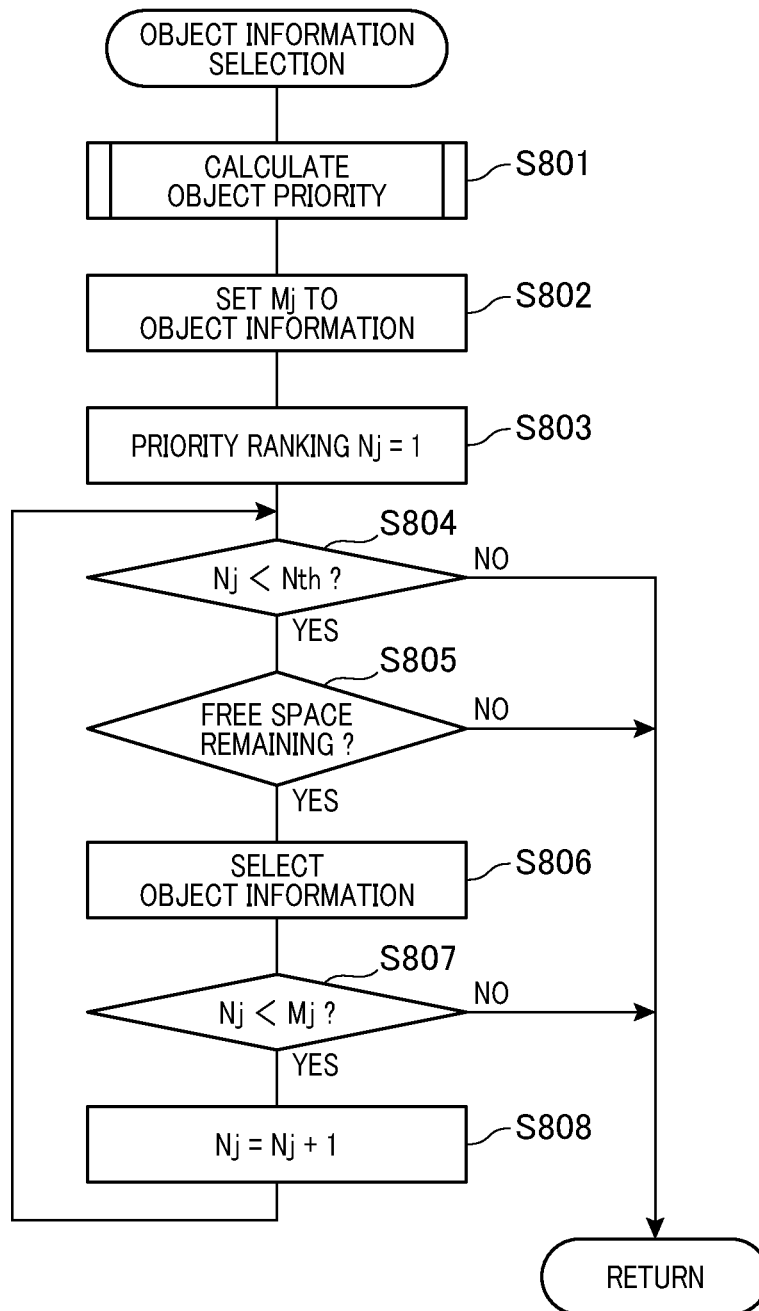 OBJECT INFORMATION
SELECTION
CALCULATE
OBJECT PRIORITY
S801
SET Mj TO
OBJECT INFORMATION
S802
PRIORITY RANKING Nj = 1
S803
S804
Nj < Nth ?
NO
YES
S805
FREE SPACE
REMAINING ?
NO
YES
SELECT
OBJECT INFORMATION
S806
S807
Nj < Mj ?
NO
YES
Nj = Nj + 1
S808
RETURN